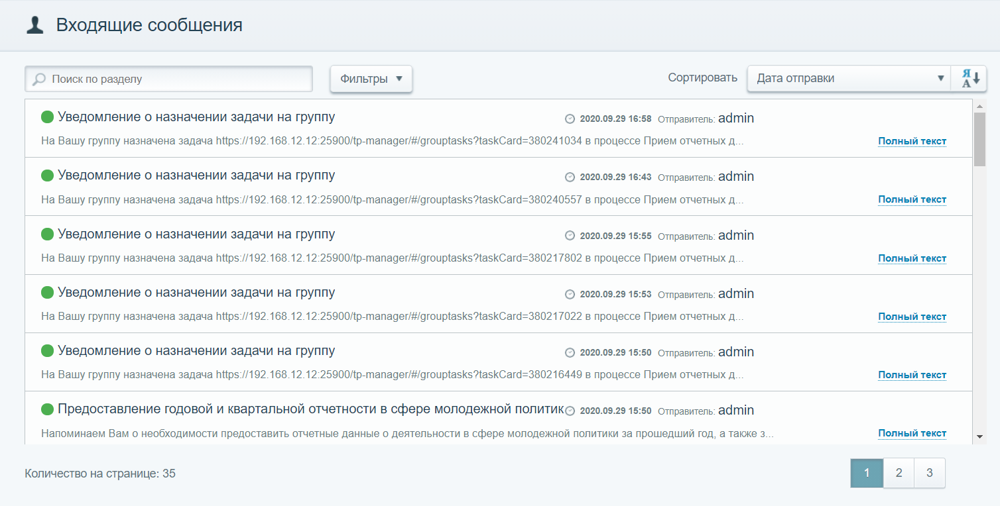 Входящие сообщения
Поиск по разделу
Фильтры
Сортировать
Дата отправки
Я
А
Уведомление о назначении задачи на группу 2020.09.29 16:58 Отправитель: admin
На Вашу группу назначена задача https://192.168.12.12:25900/tp-manager/#/grouptasks?taskCard=380241034 в процессе Прием отчетных д... Полный текст
Уведомление о назначении задачи на группу 2020.09.29 16:43 Отправитель: admin
На Вашу группу назначена задача https://192.168.12.12:25900/tp-manager/#/grouptasks?taskCard=380240557 в процессе Прием отчетных д... Полный текст
Уведомление о назначении задачи на группу 2020.09.29 15:55 Отправитель: admin
На Вашу группу назначена задача https://192.168.12.12:25900/tp-manager/#/grouptasks?taskCard=380217802 в процессе Прием отчетных д... Полный текст
Уведомление о назначении задачи на группу 2020.09.29 15:53 Отправитель: admin
На Вашу группу назначена задача https://192.168.12.12:25900/tp-manager/#/grouptasks?taskCard=380217022 в процессе Прием отчетных д... Полный текст
Уведомление о назначении задачи на группу 2020.09.29 15:50 Отправитель: admin
На Вашу группу назначена задача https://192.168.12.12:25900/tp-manager/#/grouptasks?taskCard=380216449 в процессе Прием отчетных д... Полный текст
Предоставление годовой и квартальной отчетности в сфере молодежной политик 2020.09.29 15:50 Отправитель: admin
Напоминаем Вам о необходимости предоставить отчетные данные о деятельности в сфере молодежной политики за прошедший год, а также з... Полный текст
Количество на странице: 35
1 2 3